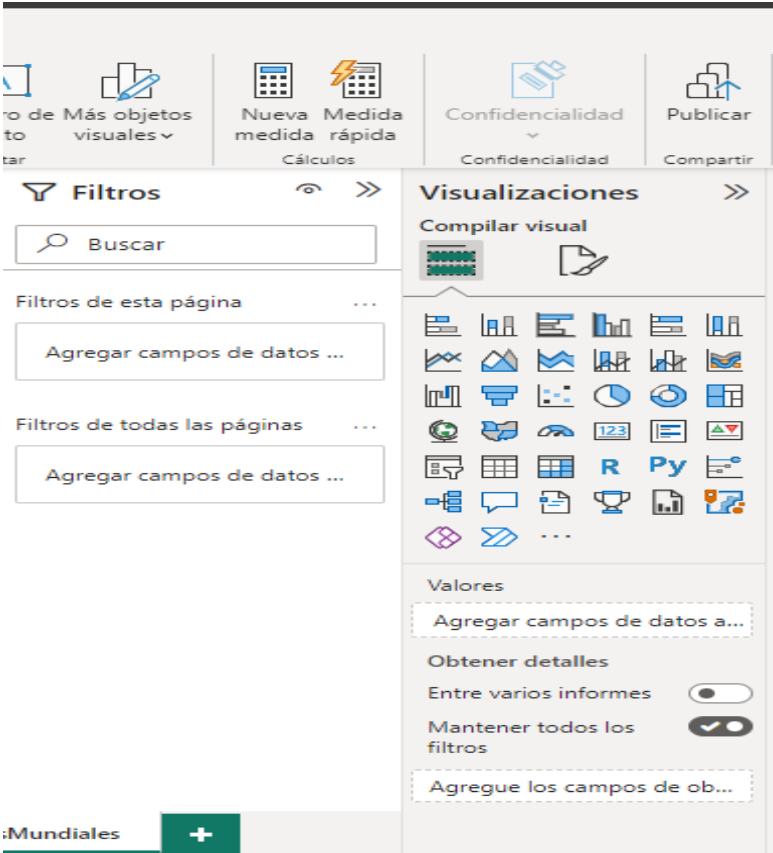 ro de Más objetos Nueva Medida Confidencialidad Publicar
to visuales medida rápida
tar Cálculos Confidencialidad Compartir
Filtros Visualizaciones
Compilar visual
Buscar
Filtros de esta página ...
Agregar campos de datos ...
Filtros de todas las páginas ...
Agregar campos de datos ...
123
R Py
...
Valores
Agregar campos de datos a...
Obtener detalles
Entre varios informes
Mantener todos los
filtros
Agregue los campos de ob...
sMundiales +